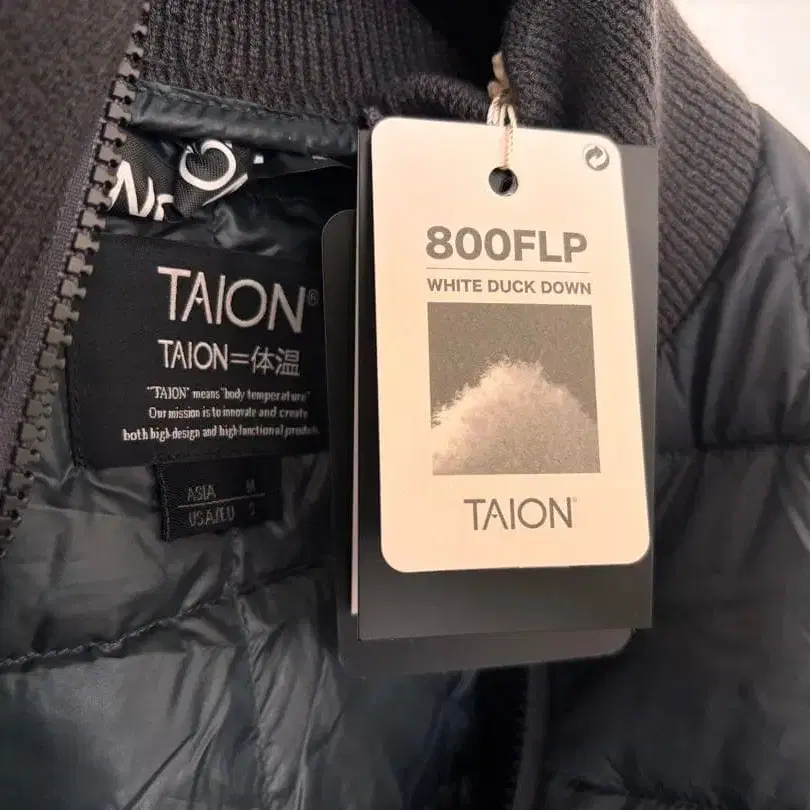 TAION®
TAION=体温
"TAION" means "body temperature"
Our mission is to innovate and create
both high-design and high-functional
ASIA M
USA/EU S
800FLP
WHITE DUCK DOWN
TAION®